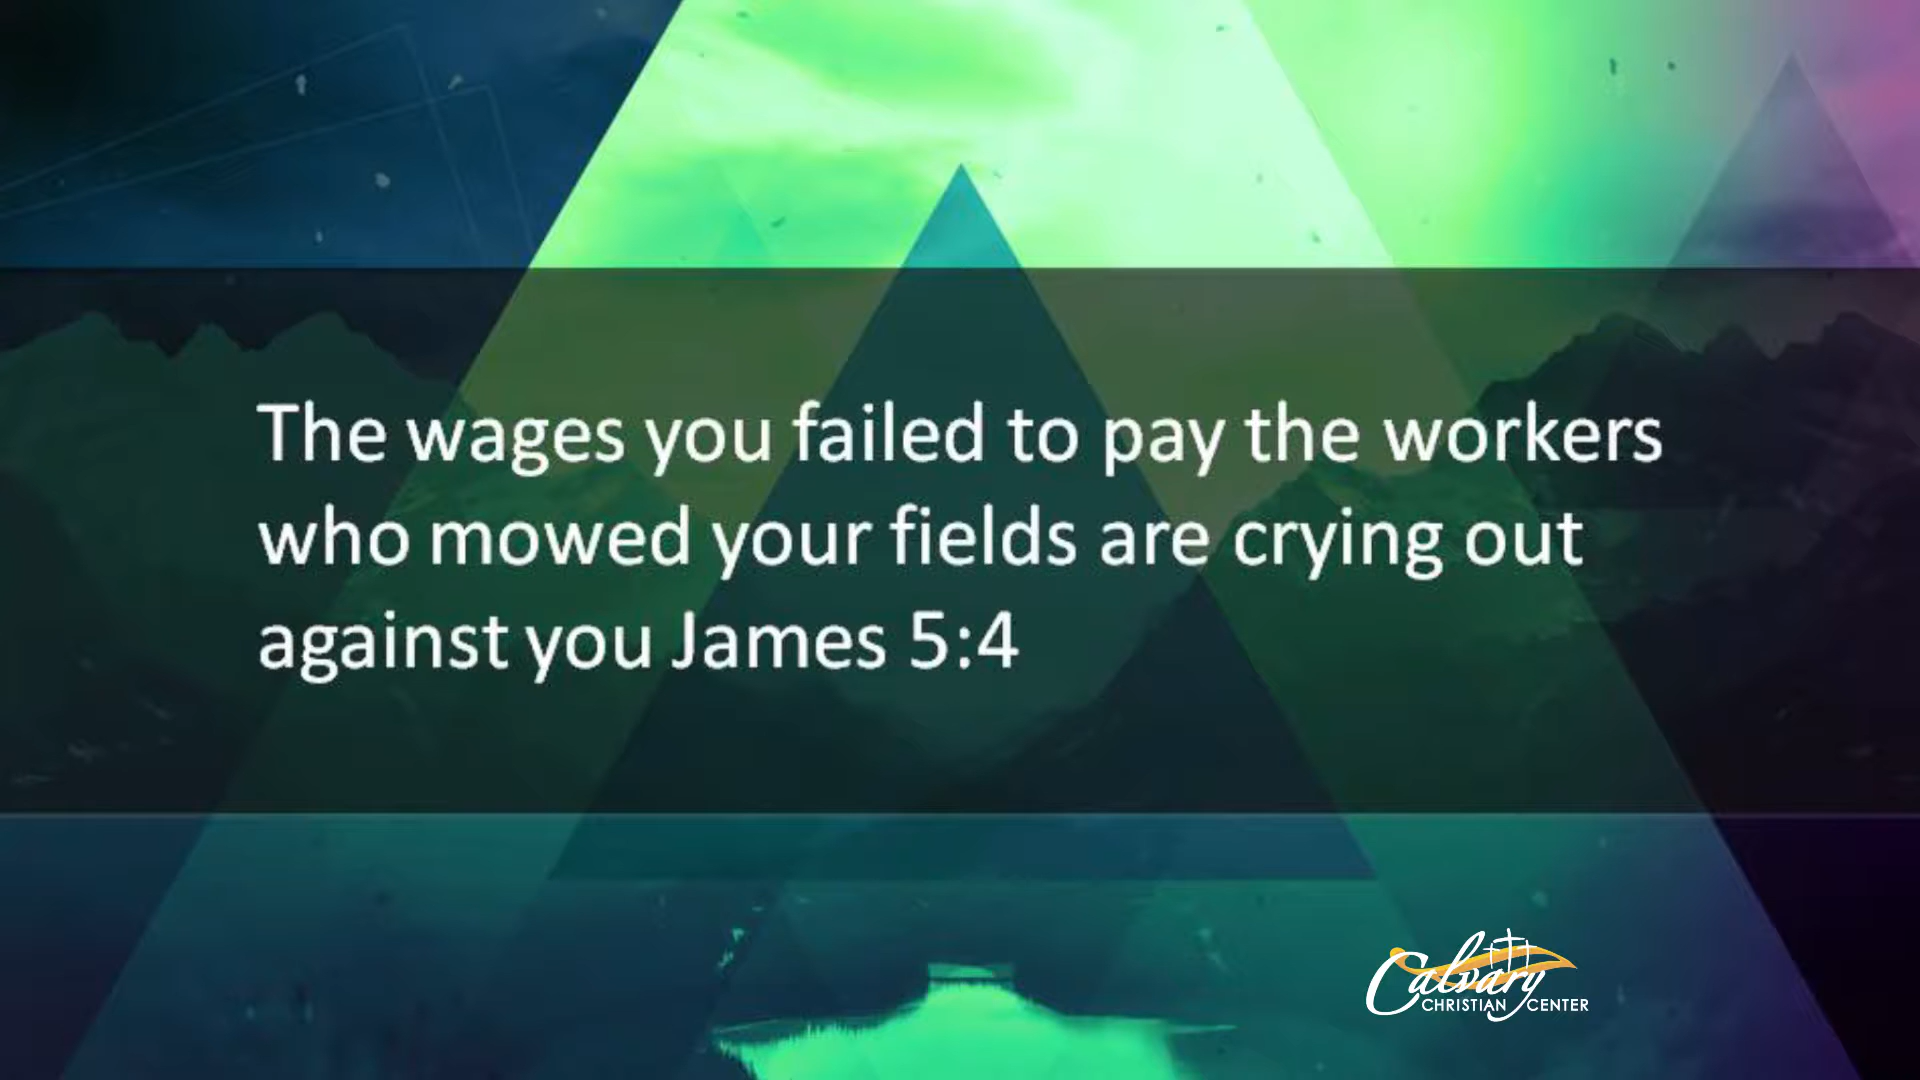 The wages you failed to pay the workers
who mowed your fields are crying out
against you James 5:4
Calvary
CHRISTIAN CENTER